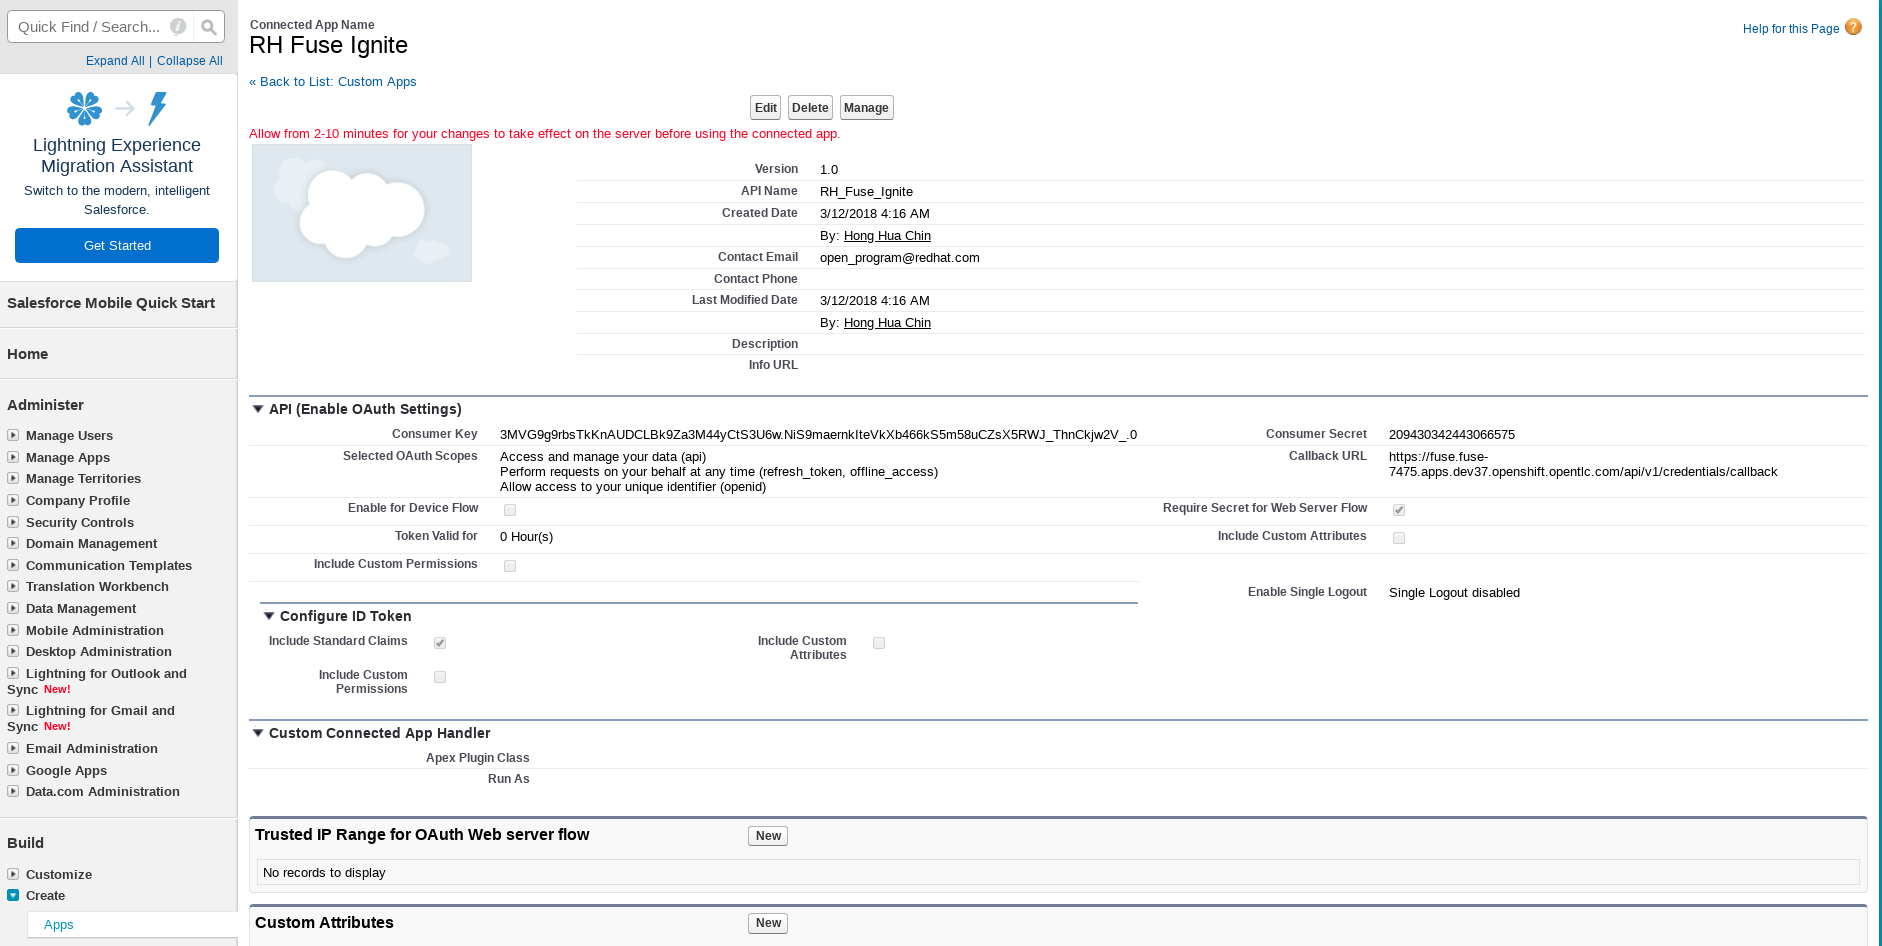 Quick Find / Search...
Expand All | Collapse All
Lightning Experience
Migration Assistant
Switch to the modern, intelligent
Salesforce.
Get Started
Salesforce Mobile Quick Start
Home
Administer
Manage Users
Manage Apps
Manage Territories
Company Profile
Security Controls
Domain Management
Communication Templates
Translation Workbench
Data Management
Mobile Administration
Desktop Administration
Lightning for Outlook and
Sync New!
Lightning for Gmail and
Sync New!
Email Administration
Google Apps
Data.com Administration
Build
Customize
Create
Apps
Connected App Name
RH Fuse Ignite
Help for this Page ?
« Back to List: Custom Apps
Edit Delete Manage
Allow from 2-10 minutes for your changes to take effect on the server before using the connected app.
Version 1.0
API Name RH_Fuse_Ignite
Created Date 3/12/2018 4:16 AM
By: Hong Hua Chin
Contact Email open_program@redhat.com
Contact Phone
Last Modified Date 3/12/2018 4:16 AM
By: Hong Hua Chin
Description
Info URL
API (Enable OAuth Settings)
Consumer Key 3MVG9g9rbsTkKnAUDCLBk9Za3M44yCtS3U6w.NiS9maernkIteVkXb466kS5m58uCZsX5RWJ_ThnCkjw2V_.0 Consumer Secret 209430342443066575
Selected OAuth Scopes Access and manage your data (api)
Perform requests on your behalf at any time (refresh_token, offline_access)
Allow access to your unique identifier (openid)
Callback URL https://fuse.fuse-
7475.apps.dev37.openshift.opentlc.com/api/v1/credentials/callback
Enable for Device Flow Require Secret for Web Server Flow
Token Valid for 0 Hour(s) Include Custom Attributes
Include Custom Permissions
Enable Single Logout Single Logout disabled
Configure ID Token
Include Standard Claims Include Custom
Attributes
Include Custom
Permissions
Custom Connected App Handler
Apex Plugin Class
Run As
Trusted IP Range for OAuth Web server flow New
No records to display
Custom Attributes New